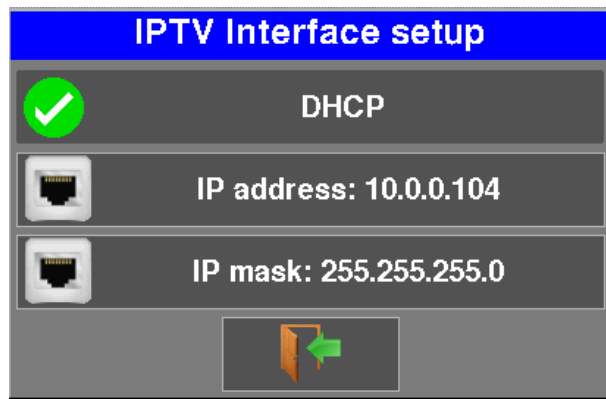 IPTV Interface setup
DHCP
IP address: 10.0.0.104
IP mask: 255.255.255.0